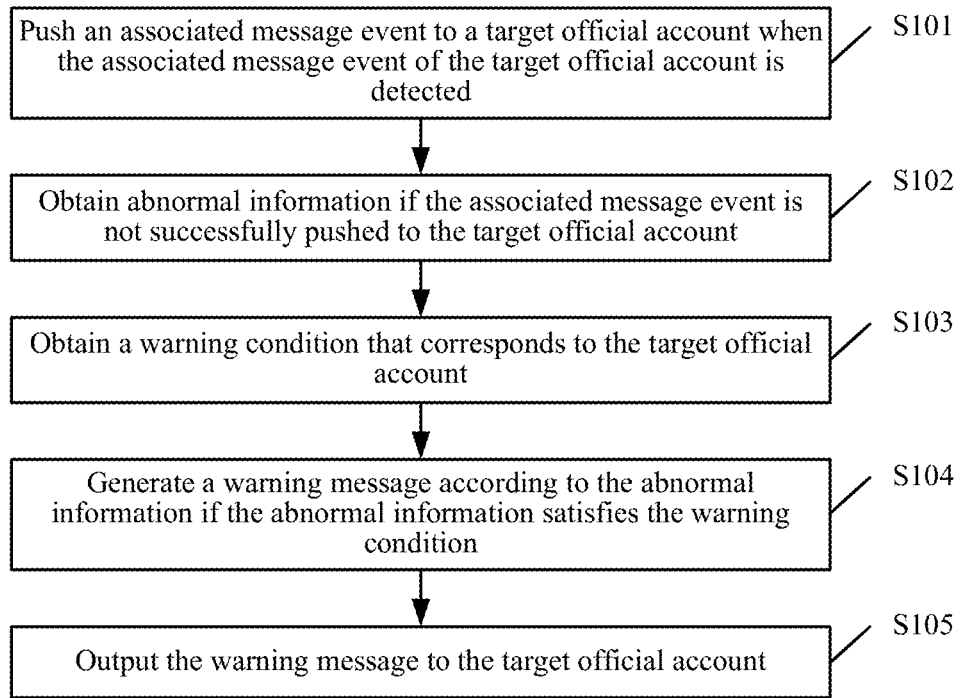 Push an associated message event to a target official account when
the associated message event of the target official account is
detected
S101
Obtain abnormal information if the associated message event is
not successfully pushed to the target official account
S102
Obtain a warning condition that corresponds to the target official
account
S103
Generate a warning message according to the abnormal
information if the abnormal information satisfies the warning
condition
S104
Output the warning message to the target official account
S105